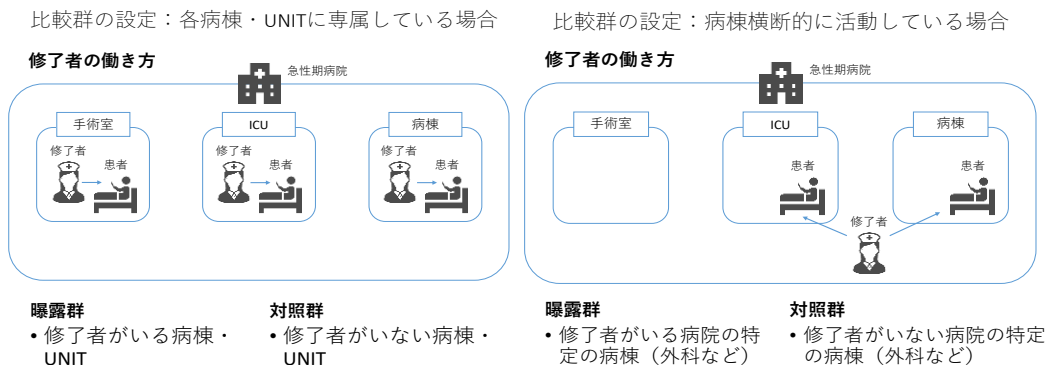 比較群の設定：各病棟・UNITに専属している場合
修了者の働き方
急性期病院
手術室
ICU
病棟
修了者
患者
修了者
患者
修了者
患者
曝露群
• 修了者がいる病棟・
UNIT
対照群
• 修了者がいない病棟・
UNIT
比較群の設定：病棟横断的に活動している場合
修了者の働き方
急性期病院
手術室
ICU
病棟
患者
患者
修了者
曝露群
• 修了者がいる病院の特
定の病棟（外科など）
対照群
• 修了者がいない病院の特定
の病棟（外科など）